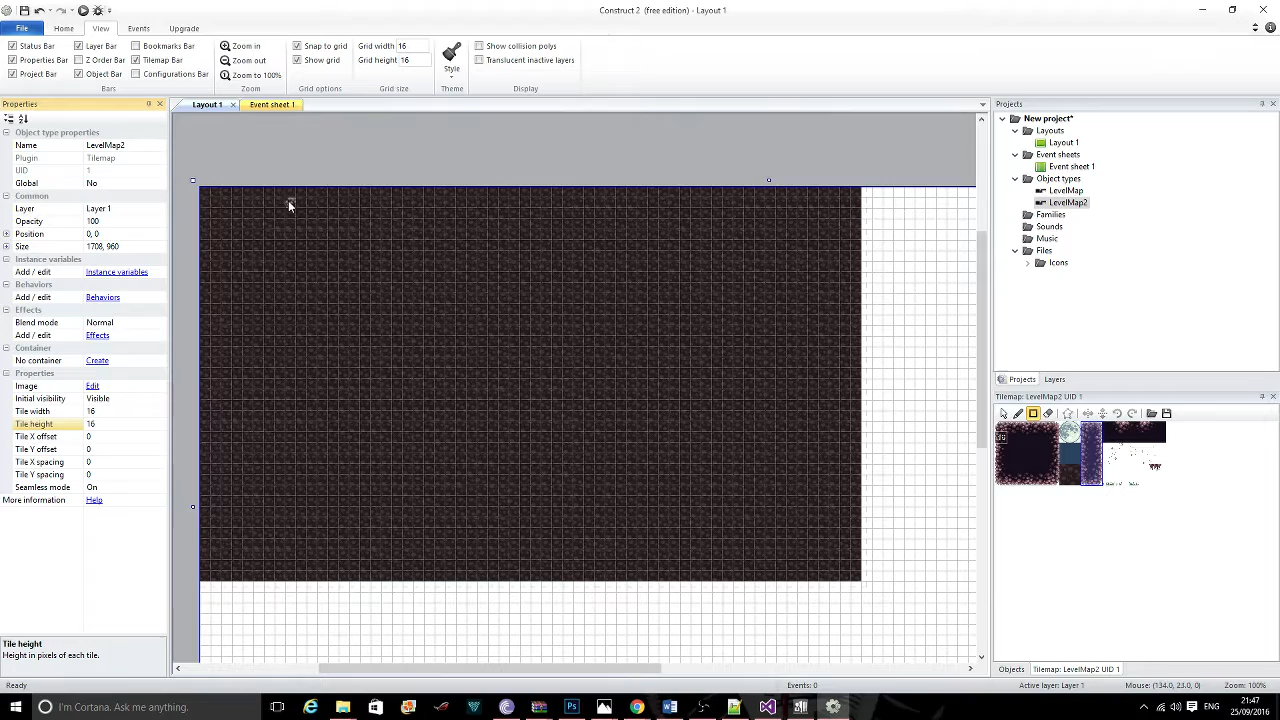 Construct 2 (free edition) - Layout 1
File Home View Events Upgrade
Status Bar Layer Bar Bookmarks Bar Zoom in Snap to grid Grid width 16 Show collision polys
Properties Bar Z Order Bar Tilemap Bar Zoom out Show grid Grid height 16 Style Translucent inactive layers
Project Bar Object Bar Configurations Bar Zoom to 100%
Bars Zoom Grid options Grid size Theme Display
Properties
Layout 1 Event sheet 1
Object type properties
Name LevelMap2
Plugin Tilemap
UID 1
Global No
Common
Layer Layer 1
Opacity 100
Position 0, 0
Size 1708, 960
Instance variables
Add / edit Instance variables
Behaviors
Add / edit Behaviors
Effects
Blend mode Normal
Add / edit Effects
Container
No container Create
Properties
Image Edit
Initial visibility Visible
Tile width 16
Tile height 16
Tile X offset 0
Tile Y offset 0
Tile X spacing 0
Tile Y spacing 0
Seamless mode On
More information Help
Tile height
Height in pixels of each tile.
Projects
New project*
Layouts
Layout 1
Event sheets
Event sheet 1
Object types
LevelMap
LevelMap2
Families
Sounds
Music
Files
Icons
Projects Layers
Tilemap: LevelMap2 UID 1
Objects Tilemap: LevelMap2 UID 1
Ready Events: 0 Active layer: Layer 1 Mouse: (134.0, 23.0, 0) Zoom: 100%
I'm Cortana. Ask me anything.
ENG
21:47
25/09/2016